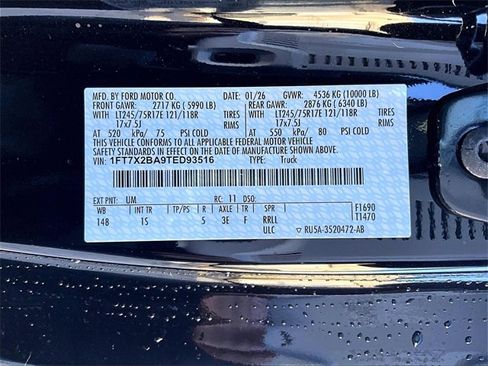 MFD. BY FORD MOTOR CO.
DATE: 01/26 GVWR: 4536 KG (10000 LB)
FRONT GAWR: 2717 KG ( 5990 LB) REAR GAWR: 2876 KG ( 6340 LB)
WITH LT245/75R17E 121/118R TIRES WITH LT245/75R17E 121/118R TIRES
17x7.5J RIMS 17x7.5J RIMS
AT 520 kPa/ 75 PSI COLD AT 550 kPa/ 80 PSI COLD
THIS VEHICLE CONFORMS TO ALL APPLICABLE FEDERAL MOTOR VEHICLE
SAFETY STANDARDS IN EFFECT ON THE DATE OF MANUFACTURE SHOWN ABOVE.
VIN: 1FT7X2BA9TED93516 TYPE: Truck
EXT PNT: UM RC: 11 DSO:
WB INT TR TP/PS R AXLE TR SPR F1690
14B 1S 5 3E F RRLL T1470
ULC ▽ RU5A-3520472-AB